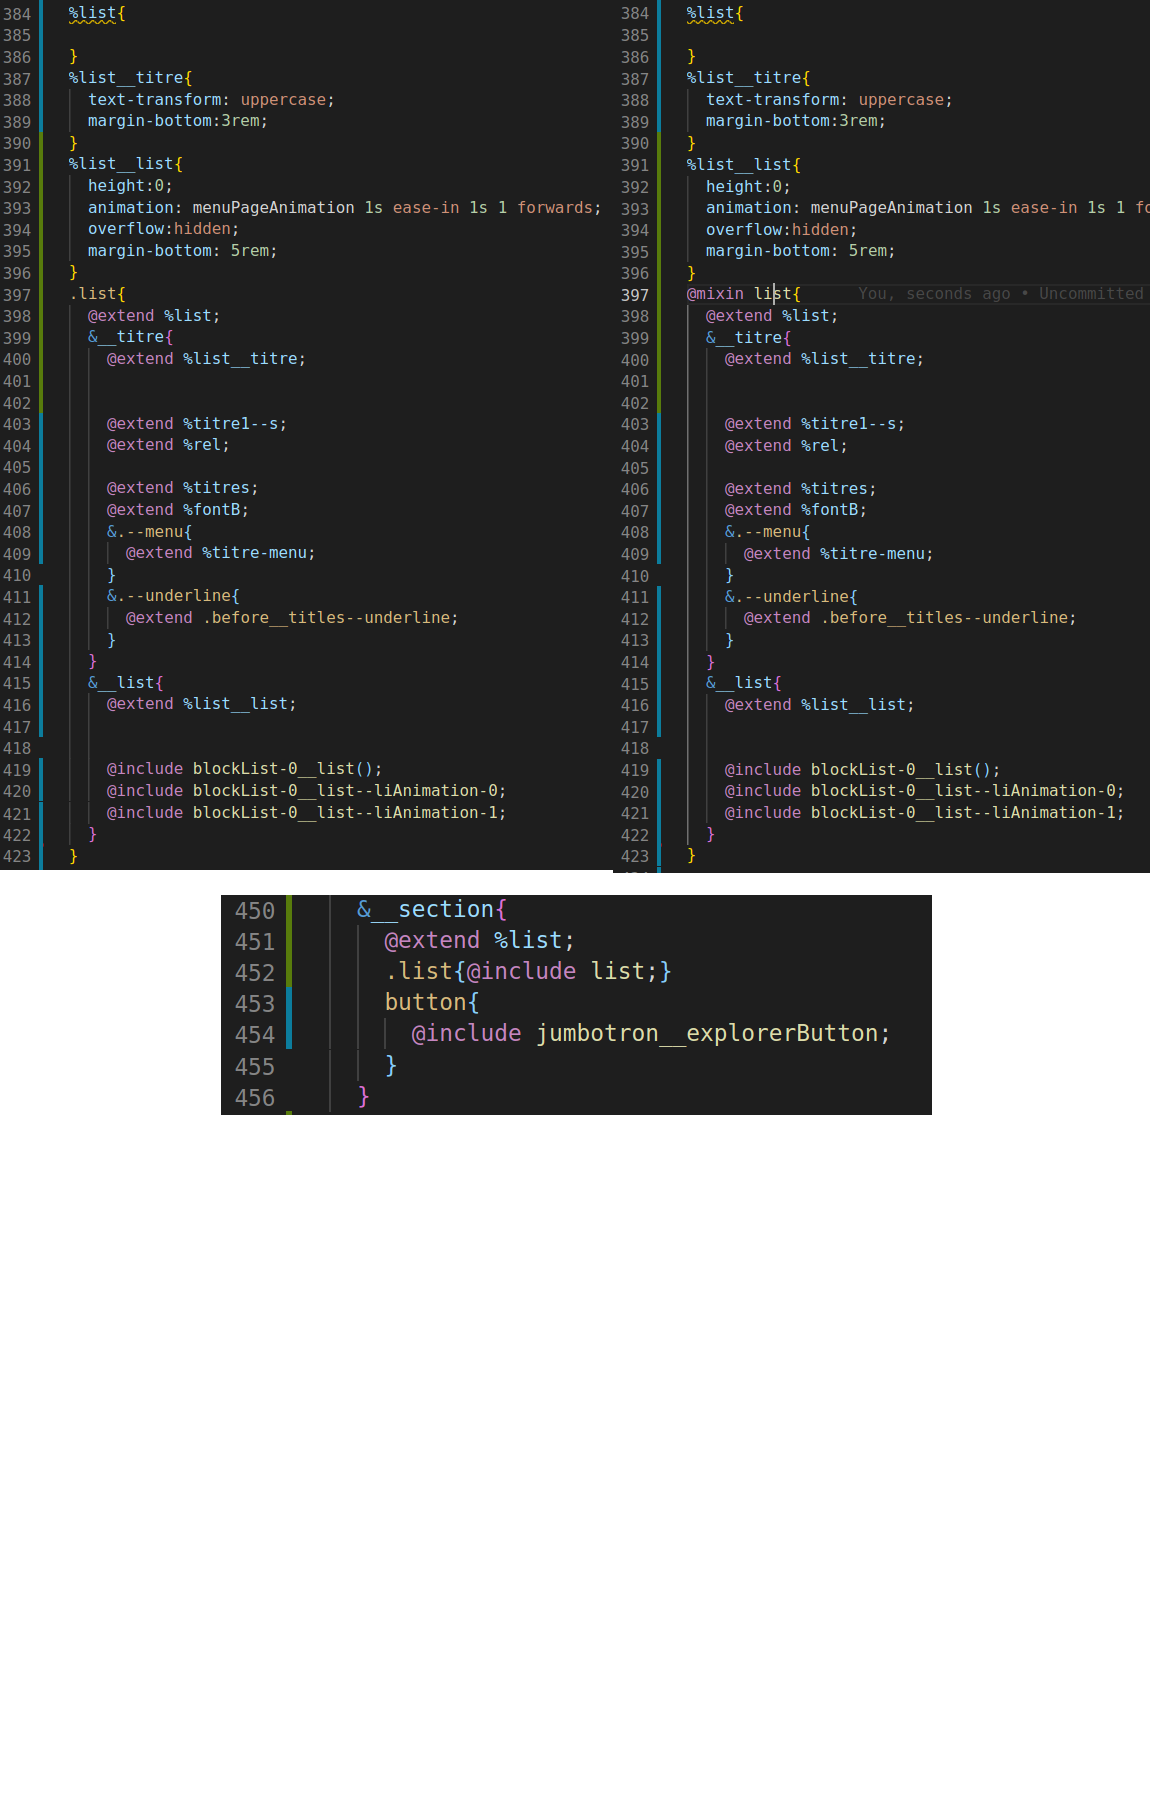 384 %list{
385
386 }
387 %list__titre{
388 text-transform: uppercase;
389 margin-bottom:3rem;
390 }
391 %list__list{
392 height:0;
393 animation: menuPageAnimation 1s ease-in 1s 1 forwards;
394 overflow:hidden;
395 margin-bottom: 5rem;
396 }
397 .list{
398 @extend %list;
399 &__titre{
400 @extend %list__titre;
401
402
403 @extend %titre1--s;
404 @extend %rel;
405
406 @extend %titres;
407 @extend %fontB;
408 &.--menu{
409 @extend %titre-menu;
410 }
411 &.--underline{
412 @extend .before__titles--underline;
413 }
414 }
415 &__list{
416 @extend %list__list;
417
418
419 @include blockList-0__list();
420 @include blockList-0__list--liAnimation-0;
421 @include blockList-0__list--liAnimation-1;
422 }
423 }
384 %list{
385
386 }
387 %list__titre{
388 text-transform: uppercase;
389 margin-bottom:3rem;
390 }
391 %list__list{
392 height:0;
393 animation: menuPageAnimation 1s ease-in 1s 1 fo
394 overflow:hidden;
395 margin-bottom: 5rem;
396 }
397 @mixin list{ You, seconds ago • Uncommitted
398 @extend %list;
399 &__titre{
400 @extend %list__titre;
401
402
403 @extend %titre1--s;
404 @extend %rel;
405
406 @extend %titres;
407 @extend %fontB;
408 &.--menu{
409 @extend %titre-menu;
410 }
411 &.--underline{
412 @extend .before__titles--underline;
413 }
414 }
415 &__list{
416 @extend %list__list;
417
418
419 @include blockList-0__list();
420 @include blockList-0__list--liAnimation-0;
421 @include blockList-0__list--liAnimation-1;
422 }
423 }
450 &__section{
451 @extend %list;
452 .list{@include list;}
453 button{
454 @include jumbotron__explorerButton;
455 }
456 }